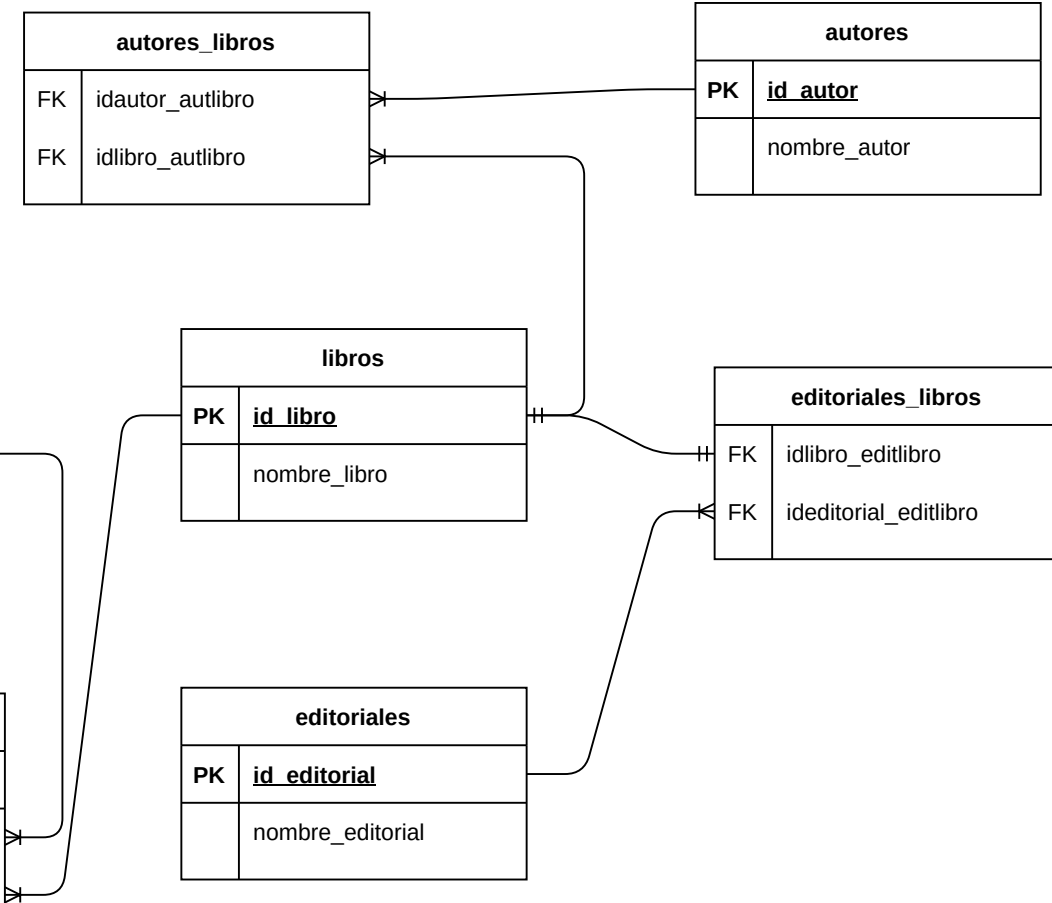 autores_libros
FK idautor_autlibro
FK idlibro_autlibro
autores
PK id_autor
nombre_autor
libros
PK id_libro
nombre_libro
editoriales_libros
FK idlibro_editlibro
FK ideditorial_editlibro
editoriales
PK id_editorial
nombre_editorial